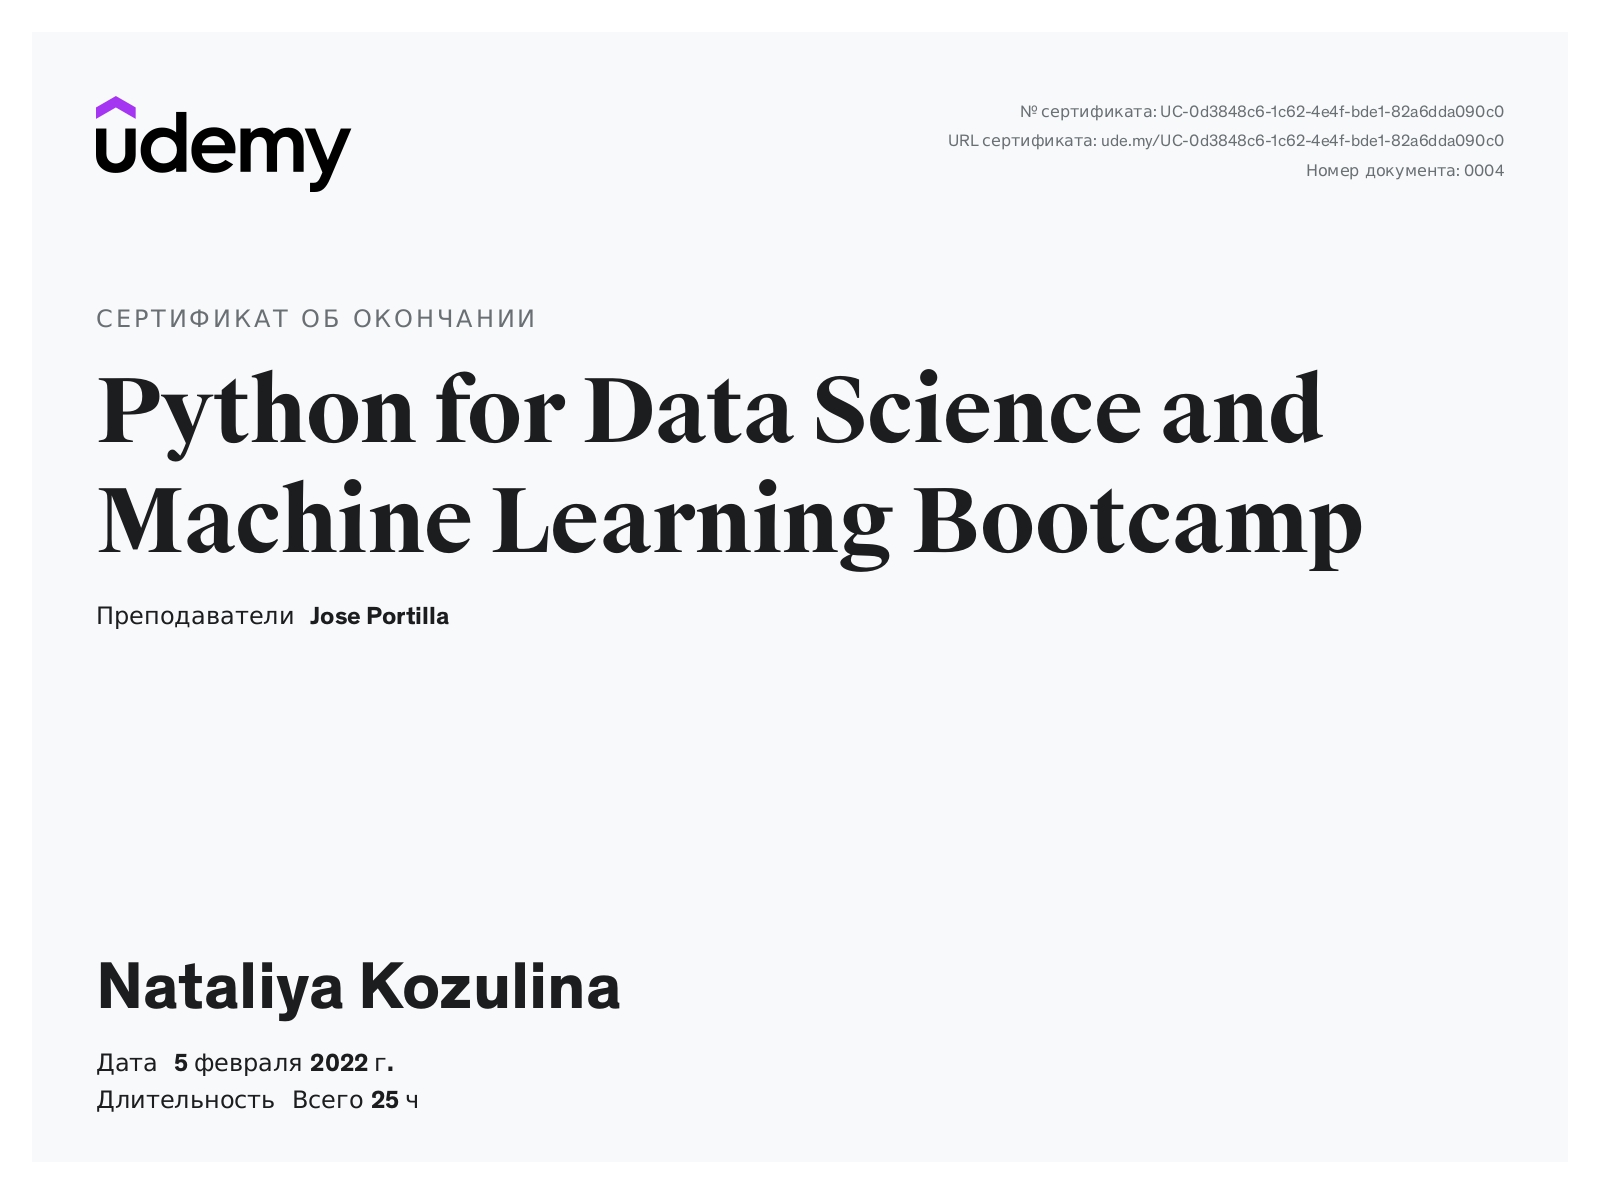 udemy
№ сертификата: UC-0d3848c6-1c62-4e4f-bde1-82a6dda090c0
URL сертификата: ude.my/UC-0d3848c6-1c62-4e4f-bde1-82a6dda090c0
Номер документа: 0004
СЕРТИФИКАТ ОБ ОКОНЧАНИИ
Python for Data Science and
Machine Learning Bootcamp
Преподаватели Jose Portilla
Nataliya Kozulina
Дата 5 февраля 2022 г.
Длительность Всего 25 ч